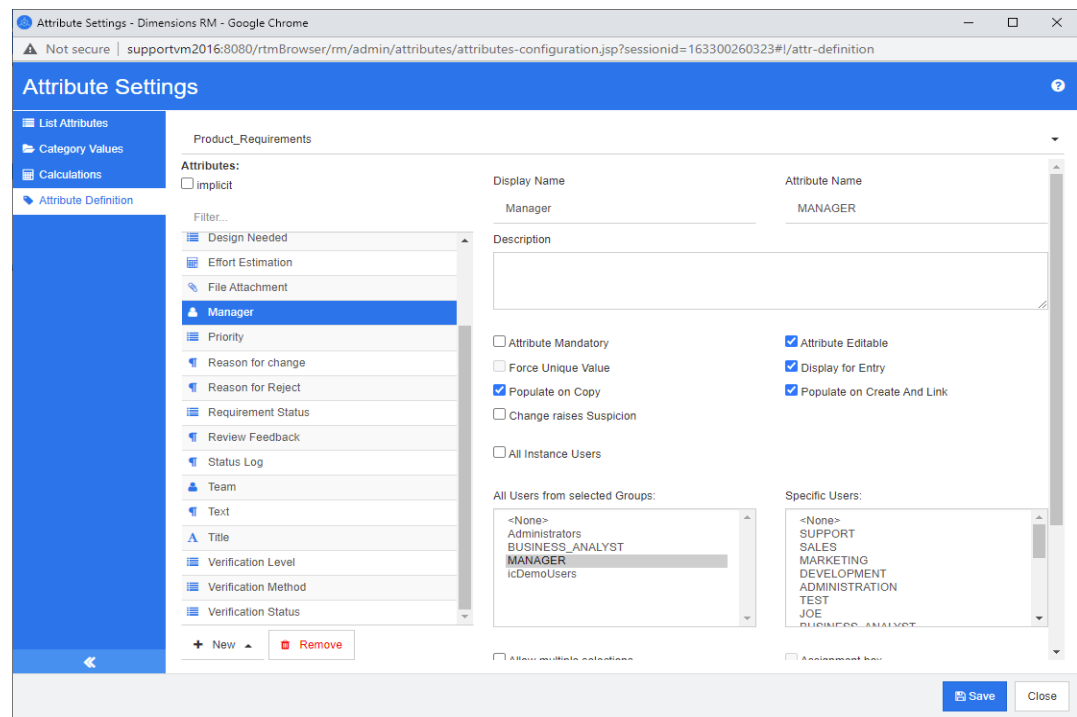 Attribute Settings - Dimensions RM - Google Chrome
Not secure | supportvm2016:8080/rtmBrowser/rm/admin/attributes/attributes-configuration.jsp?sessionid=163300260323#!/attr-definition
Attribute Settings
List Attributes
Category Values
Calculations
Attribute Definition
Product_Requirements
Attributes:
implicit
Filter...
Design Needed
Effort Estimation
File Attachment
Manager
Priority
Reason for change
Reason for Reject
Requirement Status
Review Feedback
Status Log
Team
Text
Title
Verification Level
Verification Method
Verification Status
+ New
Remove
Display Name
Attribute Name
Manager
MANAGER
Description
Attribute Mandatory
Attribute Editable
Force Unique Value
Display for Entry
Populate on Copy
Populate on Create And Link
Change raises Suspicion
All Instance Users
All Users from selected Groups:
<None>
Administrators
BUSINESS_ANALYST
MANAGER
icDemoUsers
Specific Users:
<None>
SUPPORT
SALES
MARKETING
DEVELOPMENT
ADMINISTRATION
TEST
JOE
BUSINESS_ANALYST
Allow multiple selections
Assignment box
Save
Close